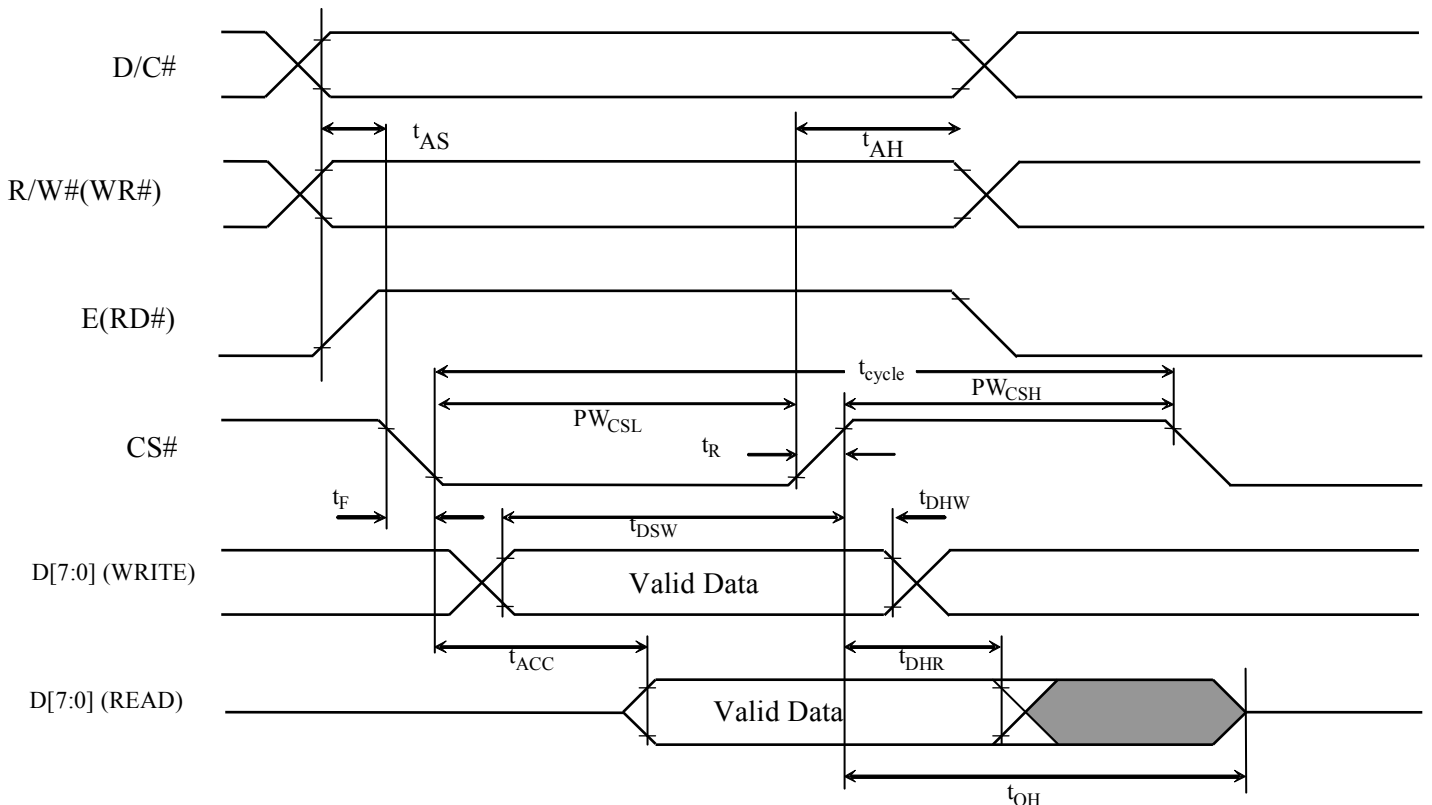 D/C#
tAS
tAH
R/W#(WR#)
E(RD#)
tcycle
PWCSL
PWCSH
CS#
tR
tF
tDSW
tDHW
D[7:0] (WRITE)
Valid Data
tACC
tDHR
D[7:0] (READ)
Valid Data
tOH